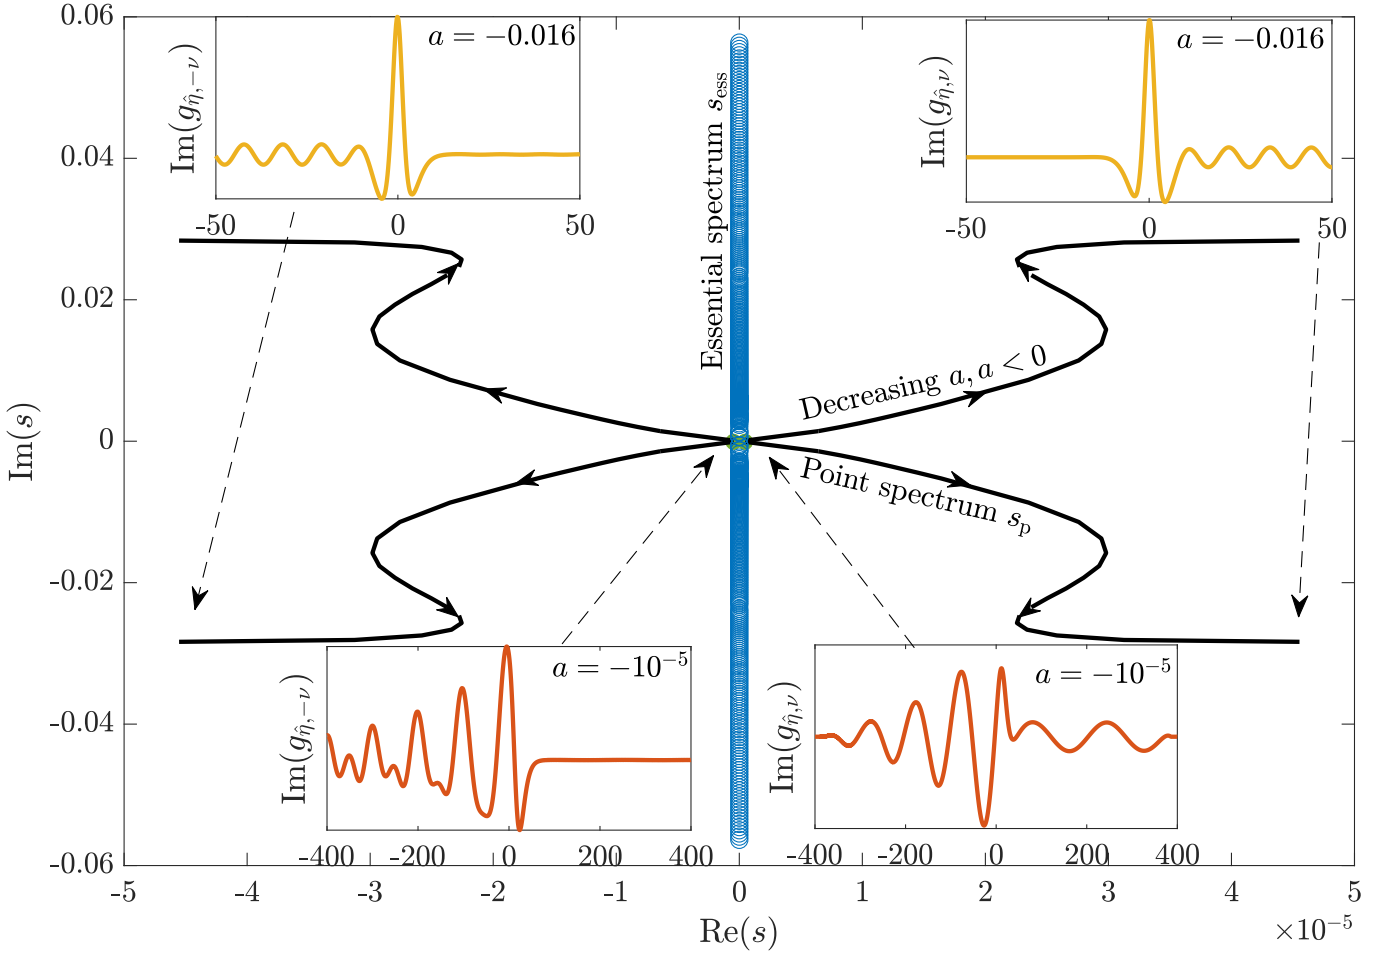 0.06
0.04
0.02
0
-0.02
-0.04
-0.06
Im(s)
-5
-4
-3
-2
-1
0
1
2
3
4
5
Re(s)
×10⁻⁵
a = −0.016
Im(g_{η̂,−ν})
-50
0
50
a = −0.016
Im(g_{η̂,ν})
-50
0
50
Essential spectrum s_ess
Decreasing a, a < 0
Point spectrum s_p
a = −10⁻⁵
Im(g_{η̂,−ν})
-400
-200
0
200
400
a = −10⁻⁵
Im(g_{η̂,ν})
-400
-200
0
200
400